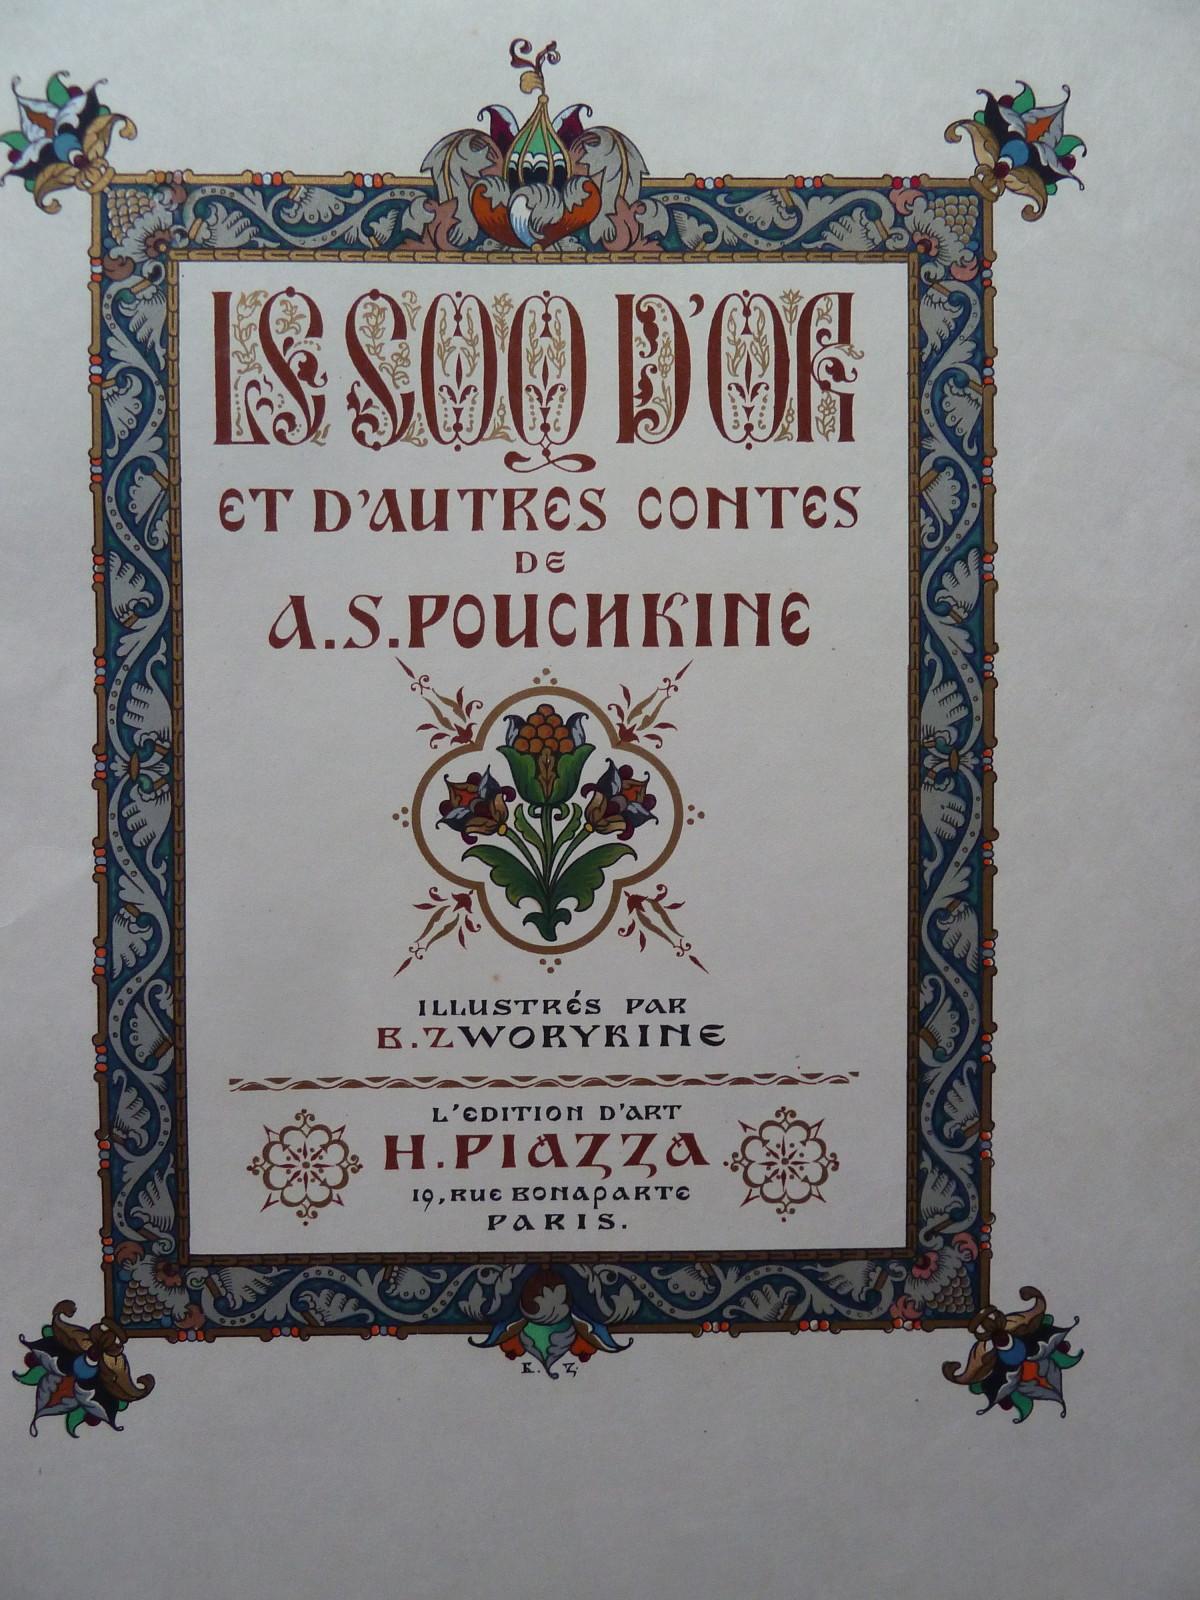 LE COQ D'OR
ET D'AUTRES CONTES
DE
A.S.POUCHKINE
ILLUSTRÉS PAR
B.ZWORYKINE
L'EDITION D'ART
H.PIAZZA
19, RUE BONAPARTE
PARIS.
B. Z.